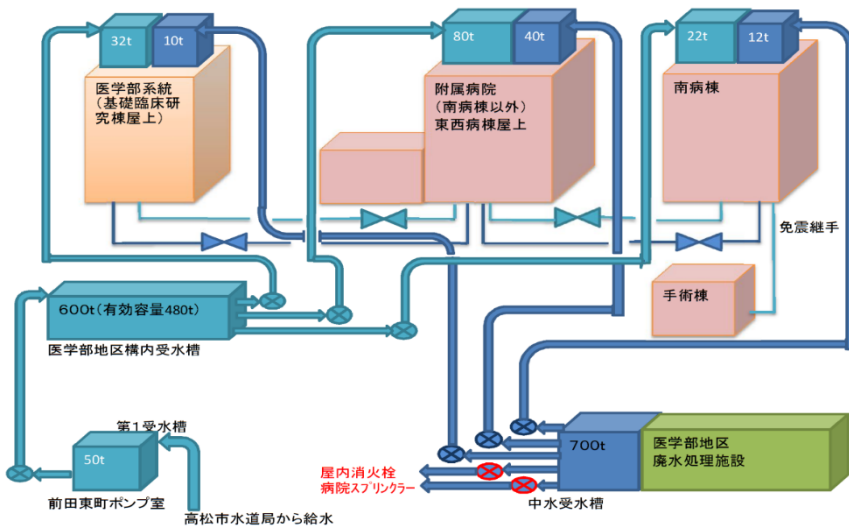 32t
10t
80t
40t
22t
12t
医学部系統
(基礎臨床研
究棟屋上)
附属病院
(南病棟以外)
東西病棟屋上
南病棟
免震継手
手術棟
600t(有効容量480t)
医学部地区構内受水槽
第1受水槽
50t
前田東町ポンプ室
高松市水道局から給水
屋内消火栓
病院スプリンクラー
700t
中水受水槽
医学部地区
廃水処理施設